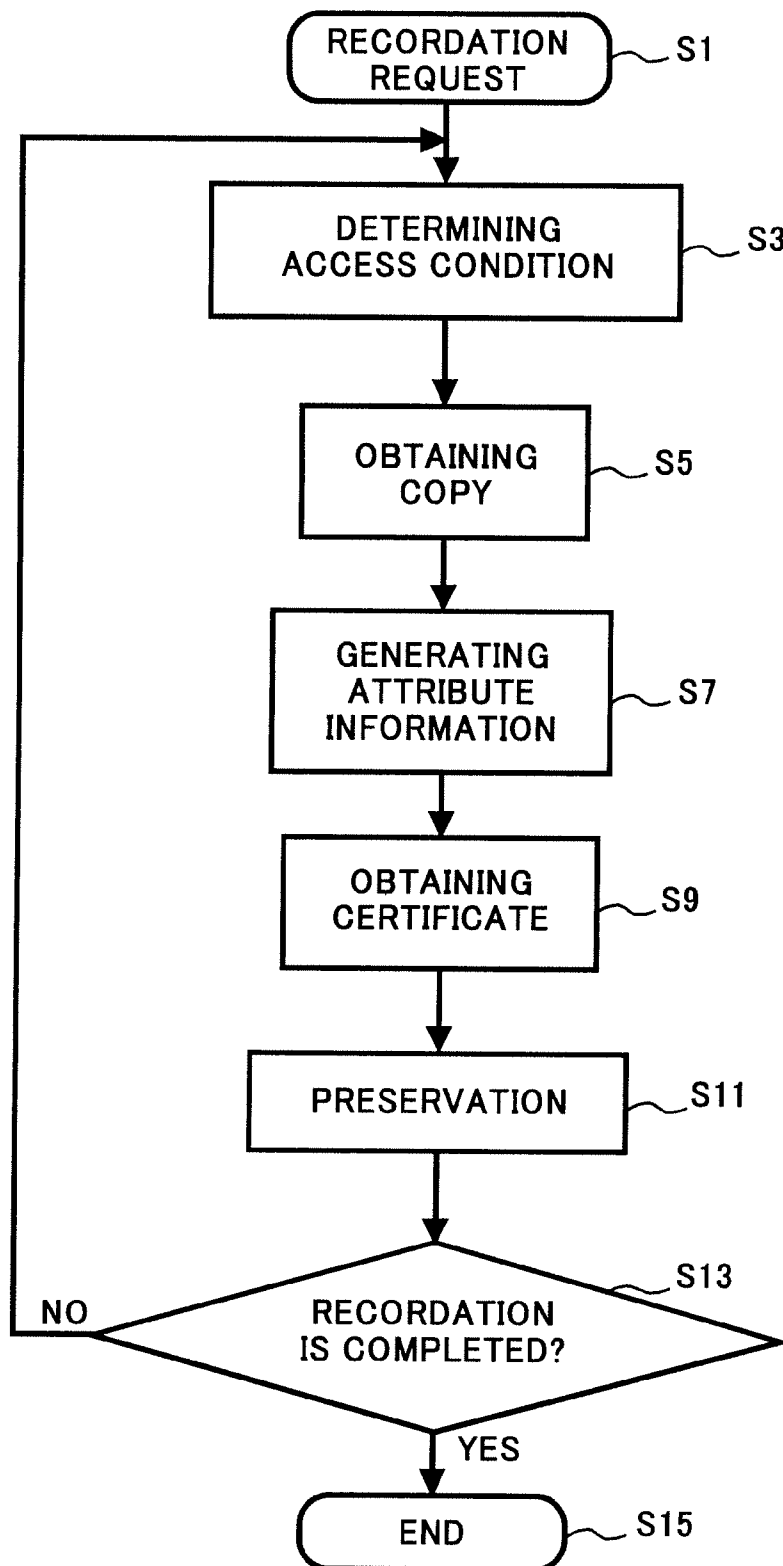 RECORDATION
REQUEST
S1
DETERMINING
ACCESS CONDITION
S3
OBTAINING
COPY
S5
GENERATING
ATTRIBUTE
INFORMATION
S7
OBTAINING
CERTIFICATE
S9
PRESERVATION
S11
S13
NO
RECORDATION
IS COMPLETED?
YES
END
S15